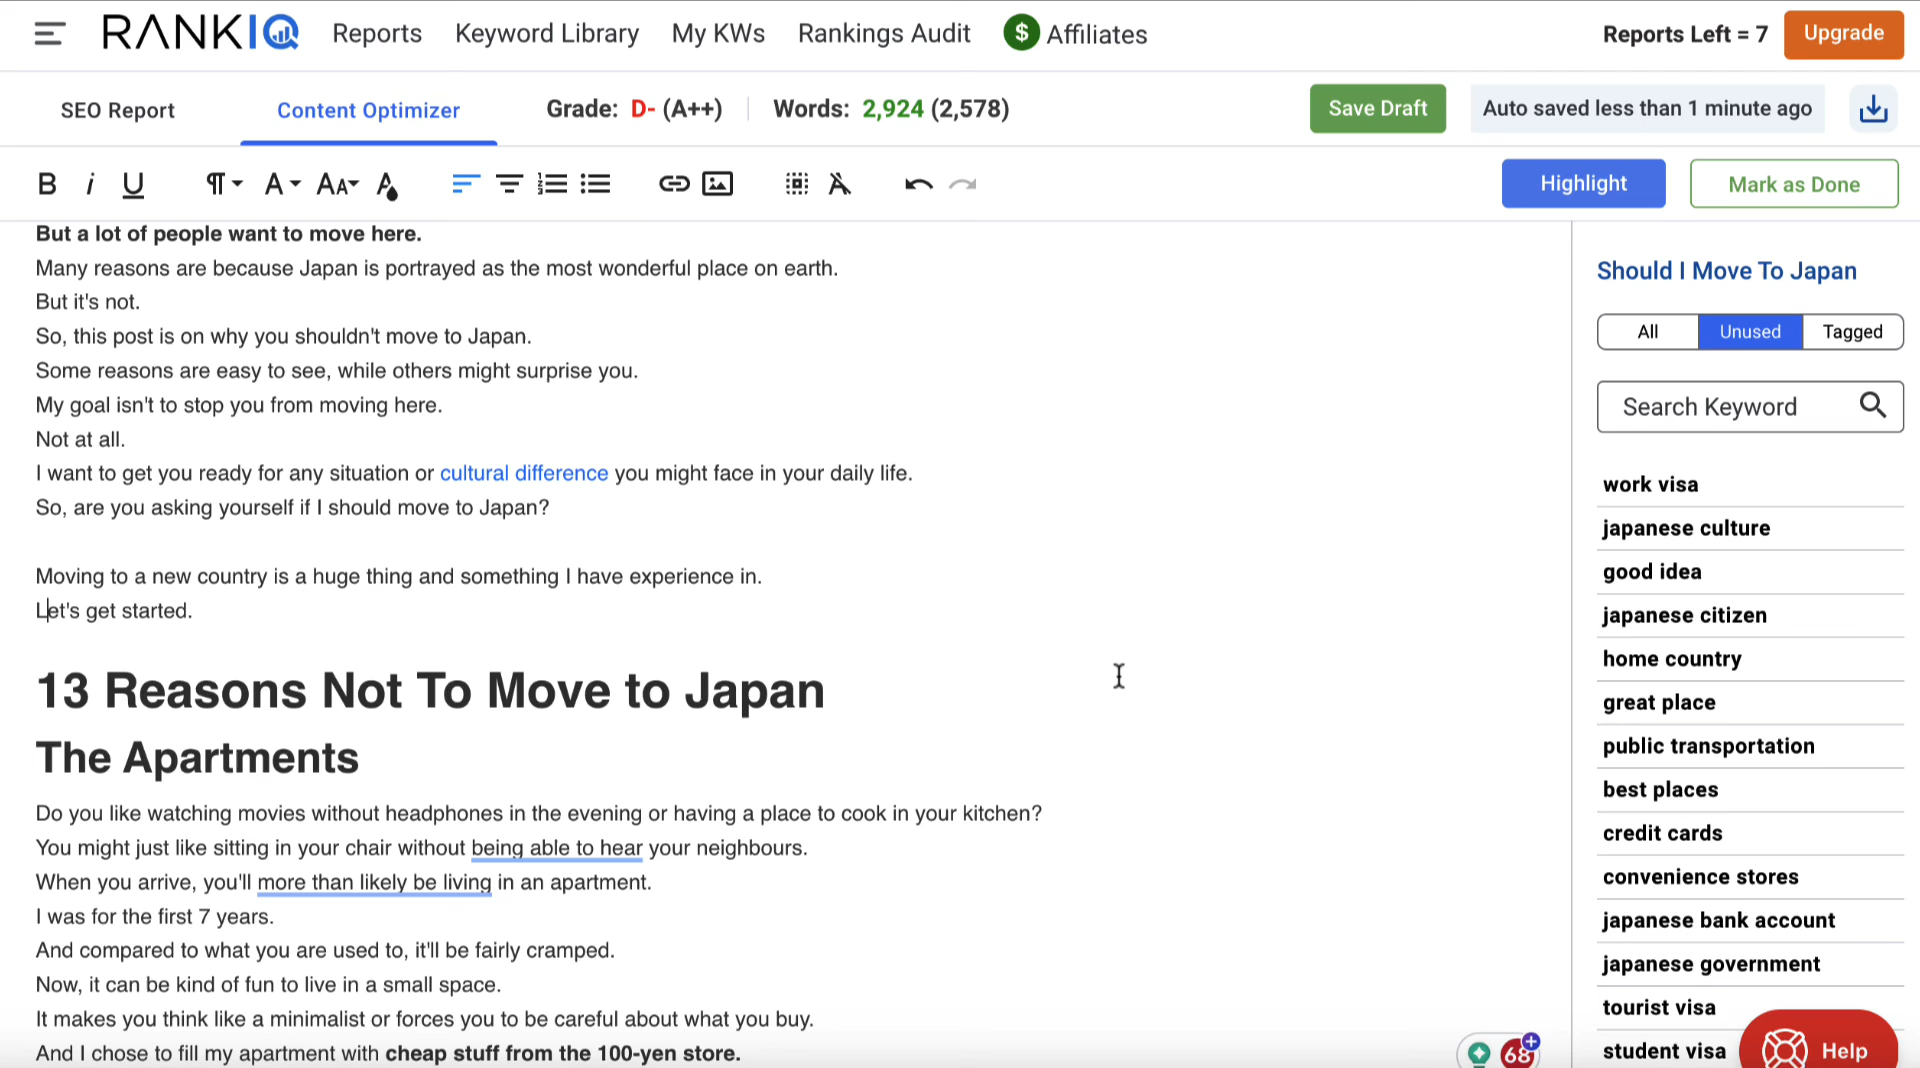 RANKIQ Reports Keyword Library My KWs Rankings Audit $ Affiliates Reports Left = 7 Upgrade
SEO Report Content Optimizer Grade: D- (A++) Words: 2,924 (2,578) Save Draft Auto saved less than 1 minute ago
B i U ¶ A AA A Highlight Mark as Done
But a lot of people want to move here.
Many reasons are because Japan is portrayed as the most wonderful place on earth.
But it's not.
So, this post is on why you shouldn't move to Japan.
Some reasons are easy to see, while others might surprise you.
My goal isn't to stop you from moving here.
Not at all.
I want to get you ready for any situation or cultural difference you might face in your daily life.
So, are you asking yourself if I should move to Japan?
Moving to a new country is a huge thing and something I have experience in.
Let's get started.
13 Reasons Not To Move to Japan
The Apartments
Do you like watching movies without headphones in the evening or having a place to cook in your kitchen?
You might just like sitting in your chair without being able to hear your neighbours.
When you arrive, you'll more than likely be living in an apartment.
I was for the first 7 years.
And compared to what you are used to, it'll be fairly cramped.
Now, it can be kind of fun to live in a small space.
It makes you think like a minimalist or forces you to be careful about what you buy.
And I chose to fill my apartment with cheap stuff from the 100-yen store.
68
Should I Move To Japan
All Unused Tagged
Search Keyword
work visa
japanese culture
good idea
japanese citizen
home country
great place
public transportation
best places
credit cards
convenience stores
japanese bank account
japanese government
tourist visa
student visa
Help